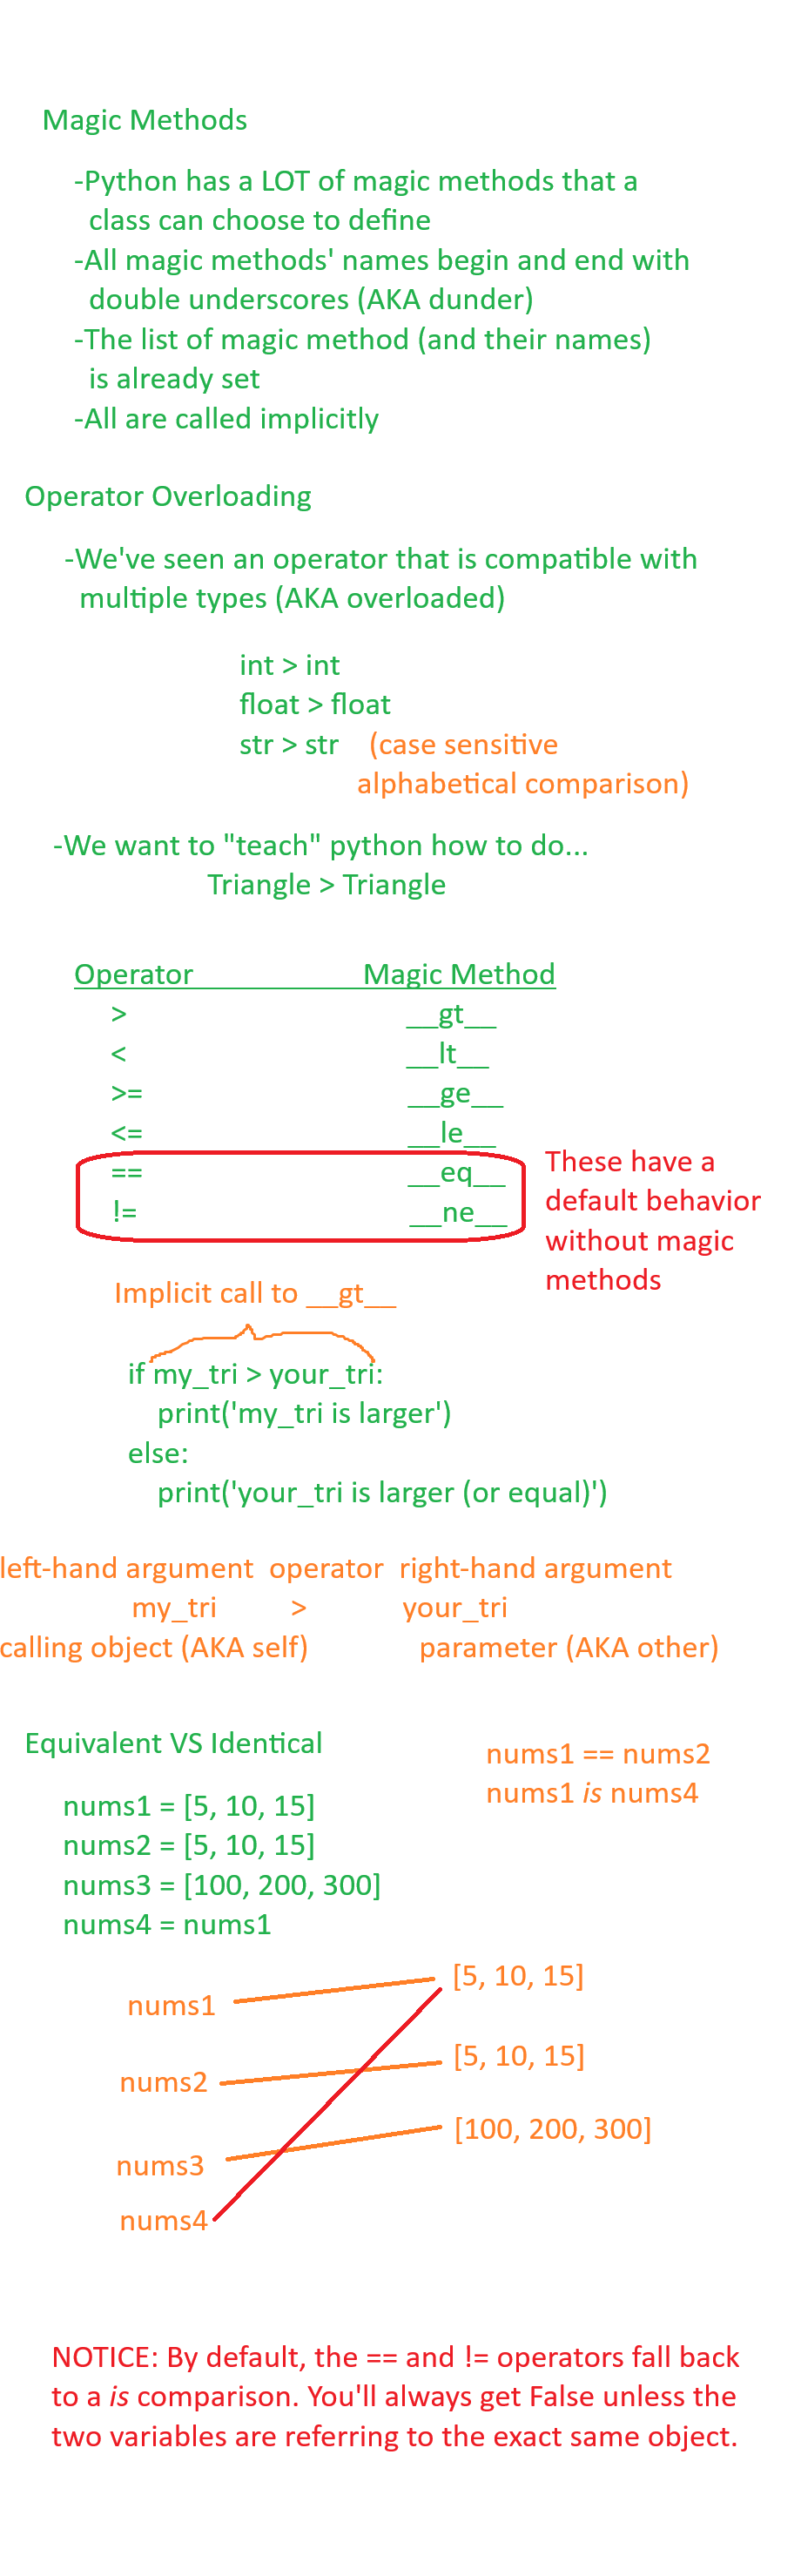 Magic Methods
-Python has a LOT of magic methods that a
class can choose to define
-All magic methods' names begin and end with
double underscores (AKA dunder)
-The list of magic method (and their names)
is already set
-All are called implicitly
Operator Overloading
-We've seen an operator that is compatible with
multiple types (AKA overloaded)
int > int
float > float
str > str (case sensitive
alphabetical comparison)
-We want to "teach" python how to do...
Triangle > Triangle
Operator Magic Method
> __gt__
< __lt__
>= __ge__
<= __le__
== __eq__
!= __ne__
These have a
default behavior
without magic
methods
Implicit call to __gt__
if my_tri > your_tri:
print('my_tri is larger')
else:
print('your_tri is larger (or equal)')
left-hand argument operator right-hand argument
my_tri > your_tri
calling object (AKA self) parameter (AKA other)
Equivalent VS Identical
nums1 == nums2
nums1 is nums4
nums1 = [5, 10, 15]
nums2 = [5, 10, 15]
nums3 = [100, 200, 300]
nums4 = nums1
nums1 [5, 10, 15]
nums2 [5, 10, 15]
nums3 [100, 200, 300]
nums4
NOTICE: By default, the == and != operators fall back
to a is comparison. You'll always get False unless the
two variables are referring to the exact same object.